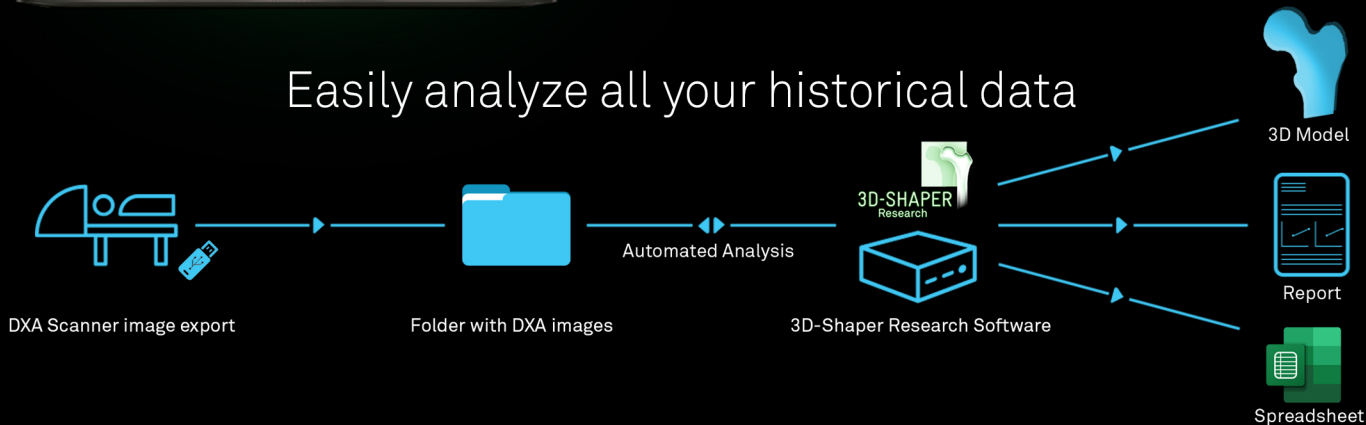 Easily analyze all your historical data
3D Model
3D-SHAPER
Research
Automated Analysis
Report
DXA Scanner image export
Folder with DXA images
3D-Shaper Research Software
Spreadsheet